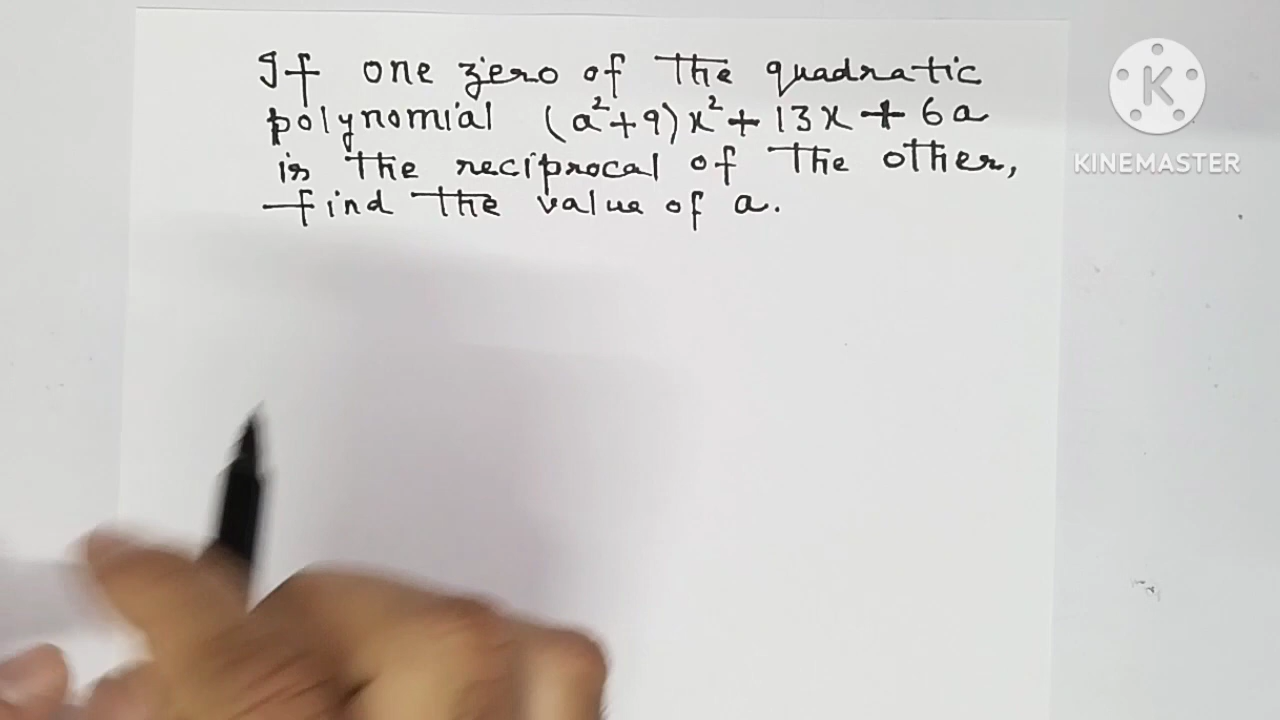 If one zero of the quadratic
polynomial (a²+9)x²+13x+6a
is the reciprocal of the other,
find the value of a.
K
KINEMASTER